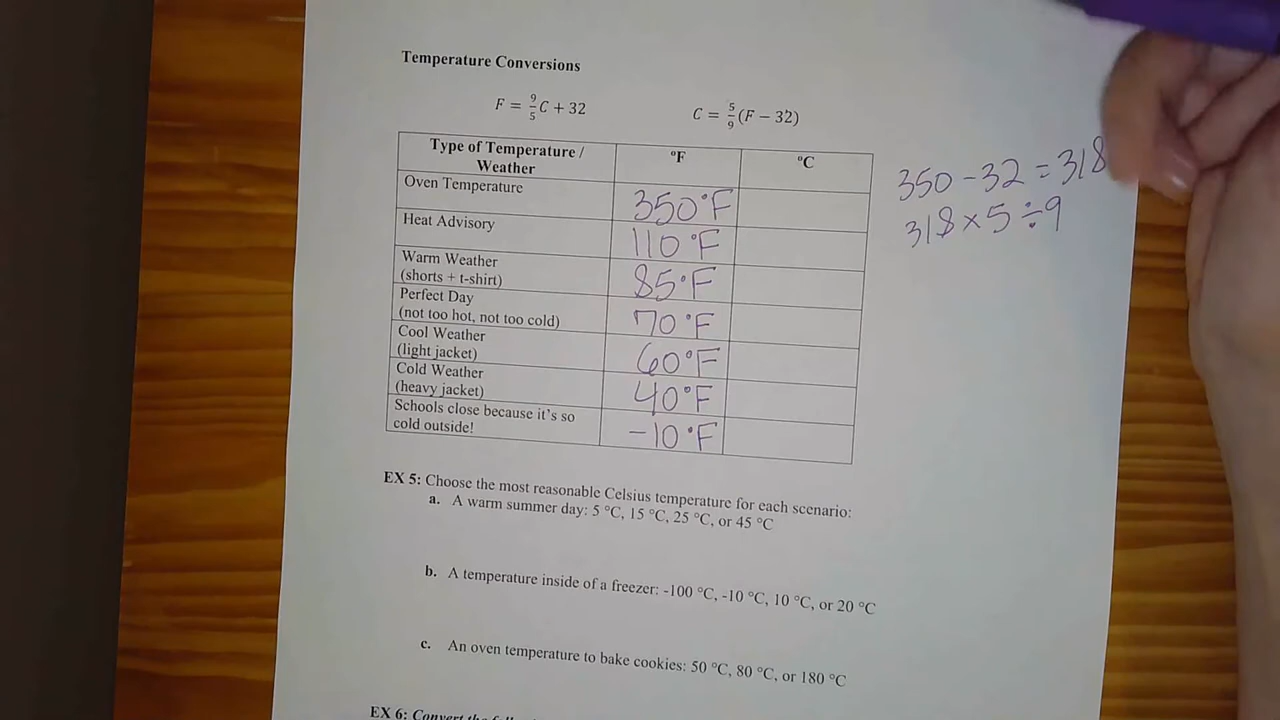 Temperature Conversions
F = 9/5 C + 32
C = 5/9 (F − 32)
Type of Temperature / Weather
°F
°C
Oven Temperature
350°F
Heat Advisory
110°F
Warm Weather
(shorts + t-shirt)
85°F
Perfect Day
(not too hot, not too cold)
70°F
Cool Weather
(light jacket)
60°F
Cold Weather
(heavy jacket)
40°F
Schools close because it's so
cold outside!
-10°F
350 - 32 = 318
318 × 5 ÷ 9
EX 5: Choose the most reasonable Celsius temperature for each scenario:
a. A warm summer day: 5 °C, 15 °C, 25 °C, or 45 °C
b. A temperature inside of a freezer: -100 °C, -10 °C, 10 °C, or 20 °C
c. An oven temperature to bake cookies: 50 °C, 80 °C, or 180 °C
EX 6: Convert the